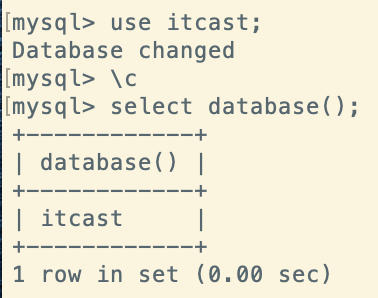 [mysql> use itcast;
Database changed
[mysql> \c
[mysql> select database();
+------------+
| database() |
+------------+
| itcast     |
+------------+
1 row in set (0.00 sec)